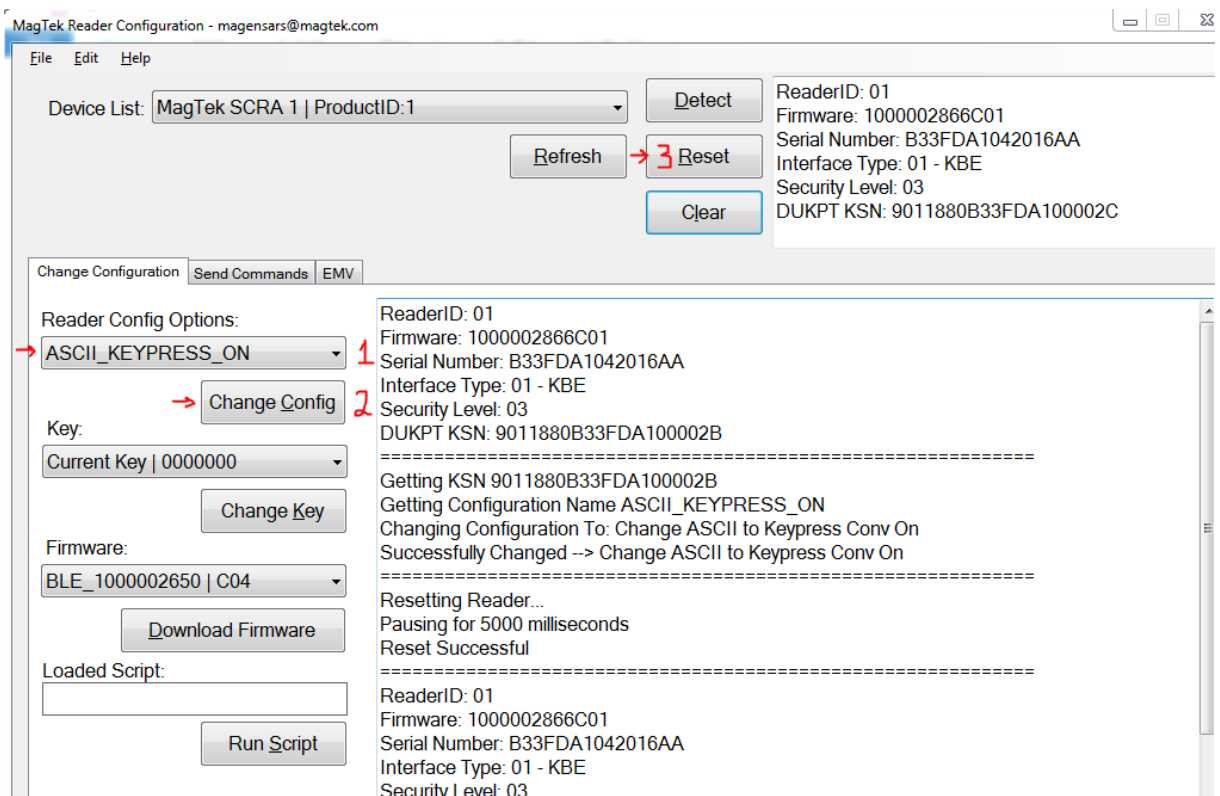 MagTek Reader Configuration - magensars@magtek.com
File Edit Help
Device List: MagTek SCRA 1 | ProductID:1
Detect
Refresh
3 Reset
Clear
ReaderID: 01
Firmware: 1000002866C01
Serial Number: B33FDA1042016AA
Interface Type: 01 - KBE
Security Level: 03
DUKPT KSN: 9011880B33FDA100002C
Change Configuration Send Commands EMV
Reader Config Options:
ASCII_KEYPRESS_ON 1
Change Config 2
Key:
Current Key | 0000000
Change Key
Firmware:
BLE_1000002650 | C04
Download Firmware
Loaded Script:
Run Script
ReaderID: 01
Firmware: 1000002866C01
Serial Number: B33FDA1042016AA
Interface Type: 01 - KBE
Security Level: 03
DUKPT KSN: 9011880B33FDA100002B
=============================================================
Getting KSN 9011880B33FDA100002B
Getting Configuration Name ASCII_KEYPRESS_ON
Changing Configuration To: Change ASCII to Keypress Conv On
Successfully Changed --> Change ASCII to Keypress Conv On
=============================================================
Resetting Reader...
Pausing for 5000 milliseconds
Reset Successful
=============================================================
ReaderID: 01
Firmware: 1000002866C01
Serial Number: B33FDA1042016AA
Interface Type: 01 - KBE
Security Level: 03